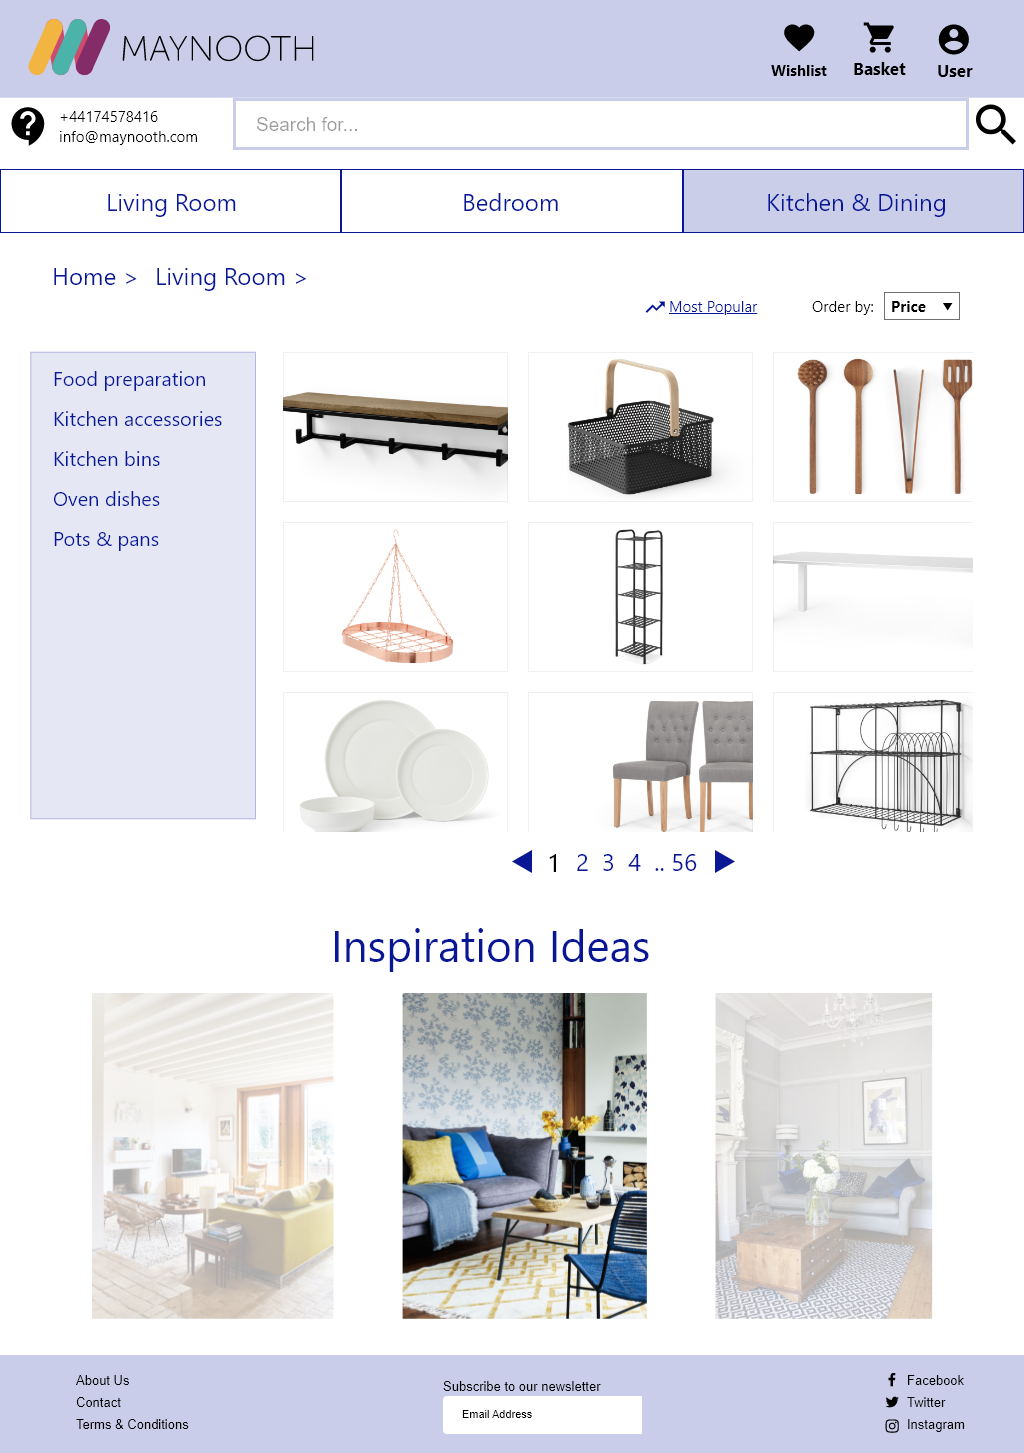 MAYNOOTH
Wishlist
Basket
User
+44174578416
info@maynooth.com
Search for...
Living Room
Bedroom
Kitchen & Dining
Home > Living Room >
Most Popular
Order by:
Price
Food preparation
Kitchen accessories
Kitchen bins
Oven dishes
Pots & pans
1 2 3 4 .. 56
Inspiration Ideas
About Us
Contact
Terms & Conditions
Subscribe to our newsletter
Email Address
Facebook
Twitter
Instagram